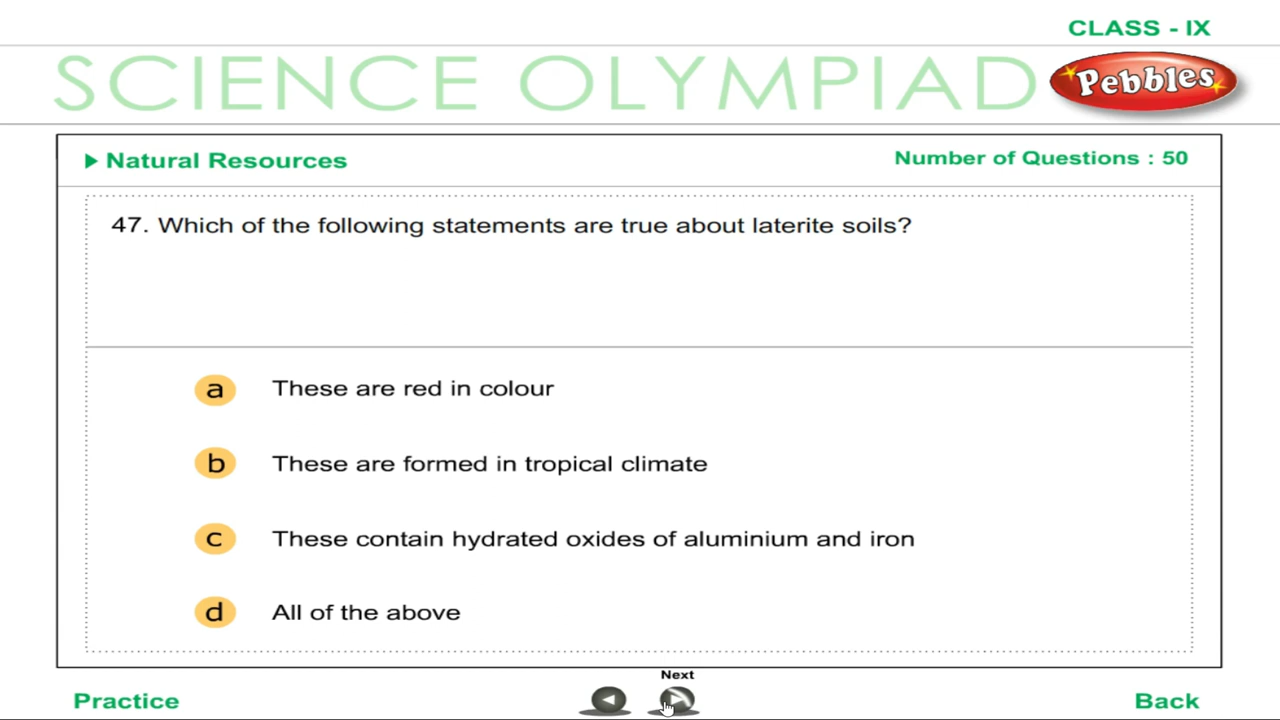 CLASS - IX
SCIENCE OLYMPIAD
Pebbles
Natural Resources
Number of Questions : 50
47. Which of the following statements are true about laterite soils?
a These are red in colour
b These are formed in tropical climate
c These contain hydrated oxides of aluminium and iron
d All of the above
Next
Practice
Back